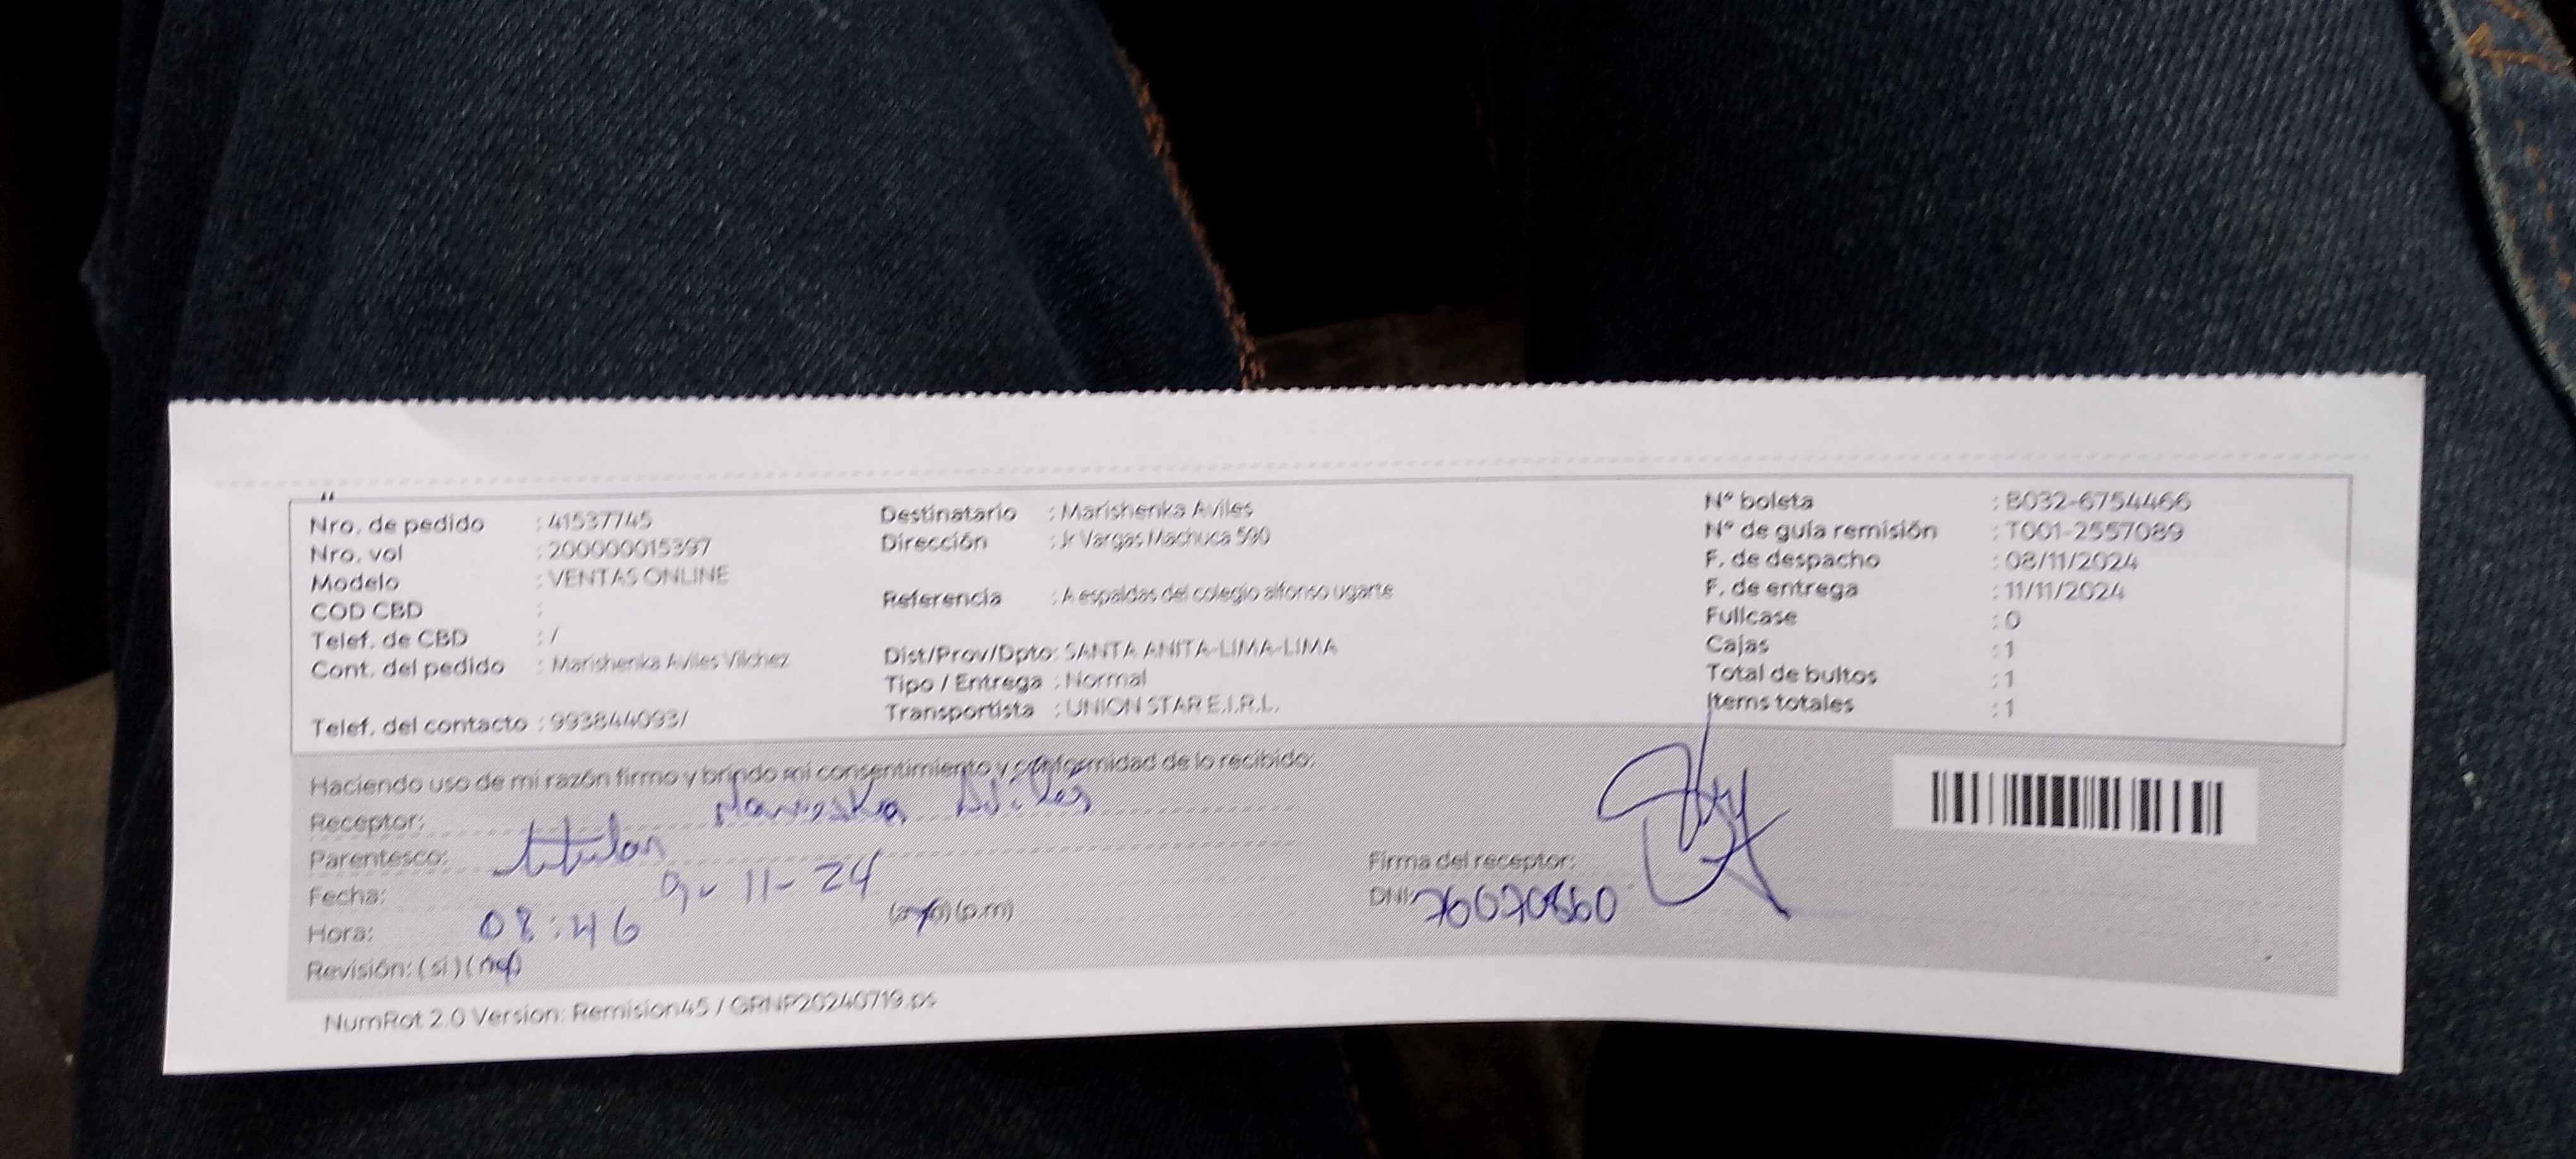 Nro. de pedido : 41537745
Nro. vol : 200000015397
Modelo : VENTAS ONLINE
COD CBD :
Telef. de CBD : /
Cont. del pedido : Marishenka Aviles Vilchez
Telef. del contacto : 993844093/
Destinatario : Marishenka Aviles
Dirección : Jr Vargas Machuca 590
Referencia : A espaldas del colegio alfonso ugarte
Dist/Prov/Dpto: SANTA ANITA-LIMA-LIMA
Tipo / Entrega : Normal
Transportista : UNION STAR E.I.R.L.
Nº boleta : B032-6754466
Nº de guía remisión : T001-2557089
F. de despacho : 08/11/2024
F. de entrega : 11/11/2024
Fullcase : 0
Cajas : 1
Total de bultos : 1
Items totales : 1
Haciendo uso de mi razón firmo y brindo mi consentimiento y conformidad de lo recibido:
Receptor: Aviles
Parentesco: titular
Fecha: 9-11-24
Hora: 08:46 (a.m) (p.m)
Revisión: (si) (no)
Firma del receptor:
DNI:
NumRot 2.0 Version: Remision45 / GRNP20240719.ps